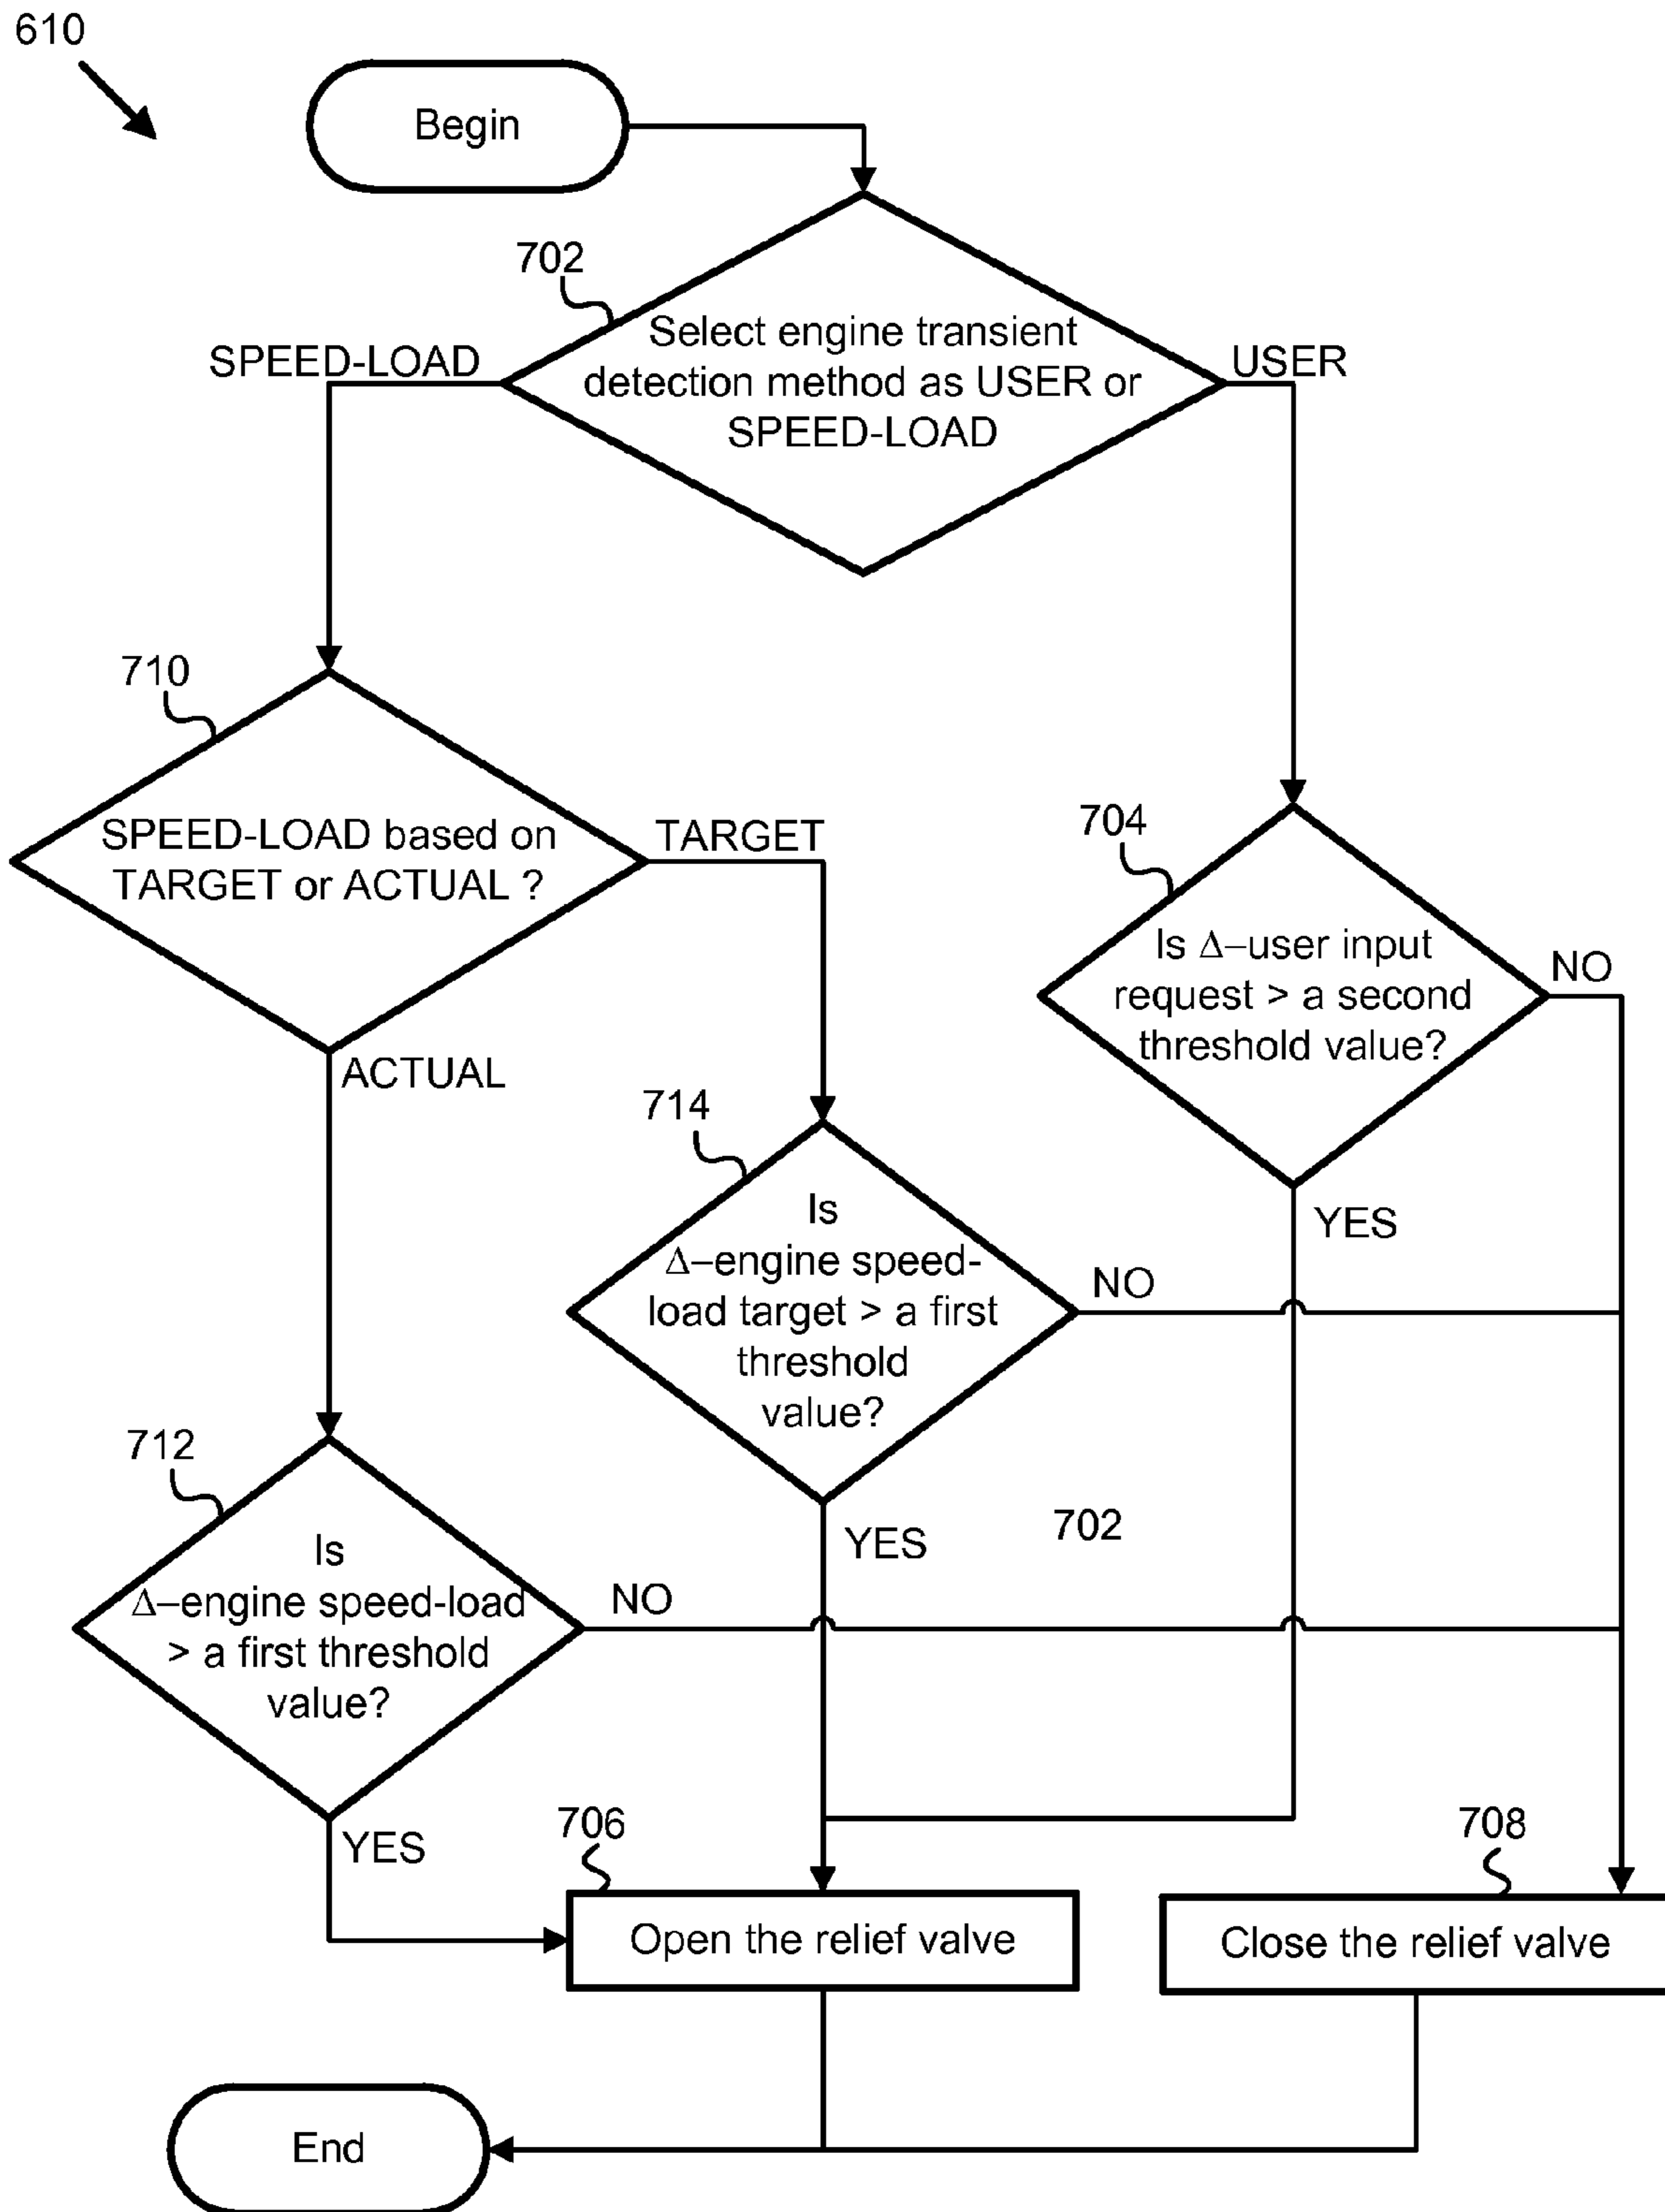 610
Begin
702
Select engine transient
detection method as USER or
SPEED-LOAD
SPEED-LOAD
USER
710
SPEED-LOAD based on
TARGET or ACTUAL ?
TARGET
ACTUAL
704
Is Δ–user input
request > a second
threshold value?
NO
YES
714
Is
Δ–engine speed-
load target > a first
threshold
value?
NO
YES
702
712
Is
Δ–engine speed-load
> a first threshold
value?
NO
YES
706
Open the relief valve
708
Close the relief valve
End